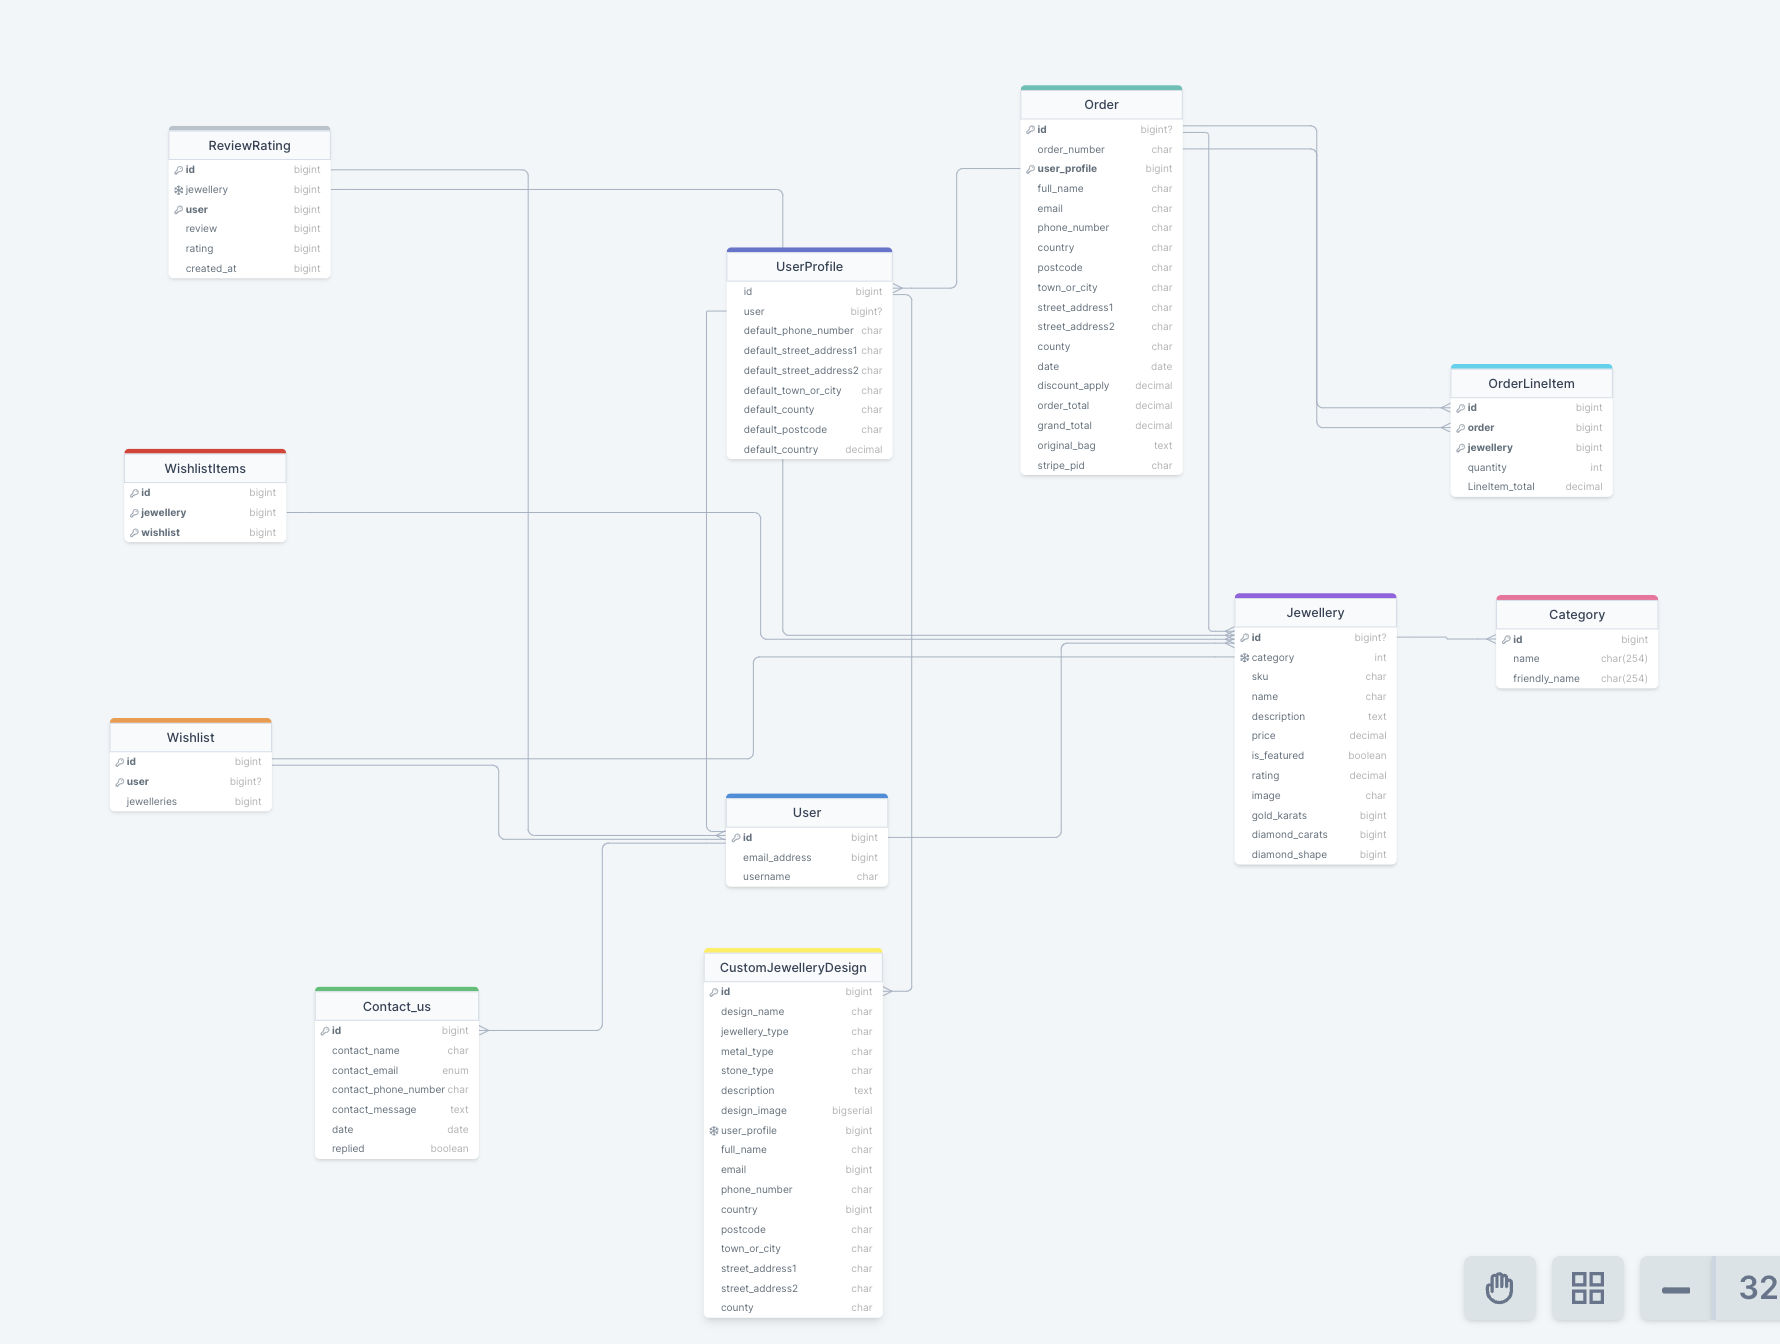 Order
id bigint?
order_number char
user_profile bigint
full_name char
email char
phone_number char
country char
postcode char
town_or_city char
street_address1 char
street_address2 char
county char
date date
discount_apply decimal
order_total decimal
grand_total decimal
original_bag text
stripe_pid char
ReviewRating
id bigint
jewellery bigint
user bigint
review bigint
rating bigint
created_at bigint
UserProfile
id bigint
user bigint?
default_phone_number char
default_street_address1 char
default_street_address2 char
default_town_or_city char
default_county char
default_postcode char
default_country decimal
OrderLineItem
id bigint
order bigint
jewellery bigint
quantity int
LineItem_total decimal
WishlistItems
id bigint
jewellery bigint
wishlist bigint
Jewellery
id bigint?
category int
sku char
name char
description text
price decimal
is_featured boolean
rating decimal
image char
gold_karats bigint
diamond_carats bigint
diamond_shape bigint
Category
id bigint
name char(254)
friendly_name char(254)
Wishlist
id bigint
user bigint?
jewelleries bigint
User
id bigint
email_address bigint
username char
CustomJewelleryDesign
id bigint
design_name char
jewellery_type char
metal_type char
stone_type char
description text
design_image bigserial
user_profile bigint
full_name char
email bigint
phone_number char
country bigint
postcode char
town_or_city char
street_address1 char
street_address2 char
county char
Contact_us
id bigint
contact_name char
contact_email enum
contact_phone_number char
contact_message text
date date
replied boolean
32